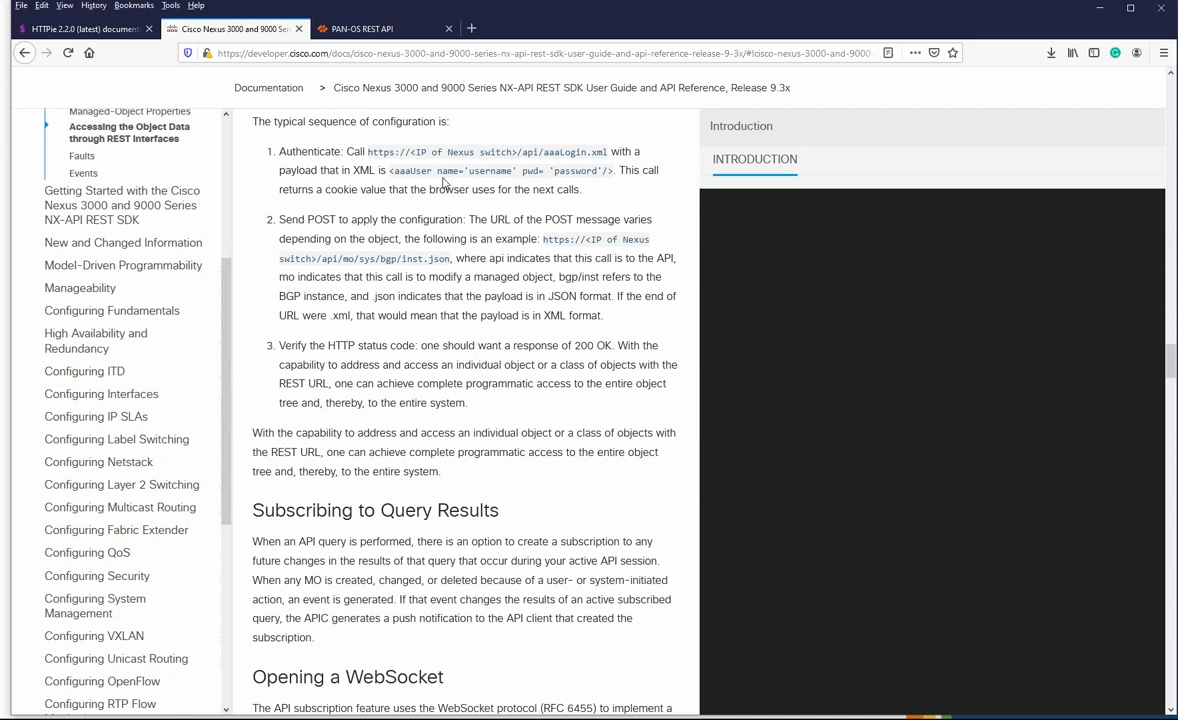 File Edit View History Bookmarks Tools Help
HTTPie 2.2.0 (latest) document
Cisco Nexus 3000 and 9000 Seri
PAN-OS REST API
https://developer.cisco.com/docs/cisco-nexus-3000-and-9000-series-nx-api-rest-sdk-user-guide-and-api-reference-release-9-3x/#!cisco-nexus-3000-and-9000-
Documentation > Cisco Nexus 3000 and 9000 Series NX-API REST SDK User Guide and API Reference, Release 9.3x
Managed-Object Properties
Accessing the Object Data
through REST Interfaces
Faults
Events
Getting Started with the Cisco
Nexus 3000 and 9000 Series
NX-API REST SDK
New and Changed Information
Model-Driven Programmability
Manageability
Configuring Fundamentals
High Availability and
Redundancy
Configuring ITD
Configuring Interfaces
Configuring IP SLAs
Configuring Label Switching
Configuring Netstack
Configuring Layer 2 Switching
Configuring Multicast Routing
Configuring Fabric Extender
Configuring QoS
Configuring Security
Configuring System
Management
Configuring VXLAN
Configuring Unicast Routing
Configuring OpenFlow
Configuring RTP Flow
The typical sequence of configuration is:
1. Authenticate: Call https://<IP of Nexus switch>/api/aaaLogin.xml with a
payload that in XML is <aaaUser name='username' pwd= 'password'/>. This call
returns a cookie value that the browser uses for the next calls.
2. Send POST to apply the configuration: The URL of the POST message varies
depending on the object, the following is an example: https://<IP of Nexus
switch>/api/mo/sys/bgp/inst.json, where api indicates that this call is to the API,
mo indicates that this call is to modify a managed object, bgp/inst refers to the
BGP instance, and .json indicates that the payload is in JSON format. If the end of
URL were .xml, that would mean that the payload is in XML format.
3. Verify the HTTP status code: one should want a response of 200 OK. With the
capability to address and access an individual object or a class of objects with the
REST URL, one can achieve complete programmatic access to the entire object
tree and, thereby, to the entire system.
With the capability to address and access an individual object or a class of objects with
the REST URL, one can achieve complete programmatic access to the entire object
tree and, thereby, to the entire system.
Subscribing to Query Results
When an API query is performed, there is an option to create a subscription to any
future changes in the results of that query that occur during your active API session.
When any MO is created, changed, or deleted because of a user- or system-initiated
action, an event is generated. If that event changes the results of an active subscribed
query, the APIC generates a push notification to the API client that created the
subscription.
Opening a WebSocket
The API subscription feature uses the WebSocket protocol (RFC 6455) to implement a
Introduction
INTRODUCTION